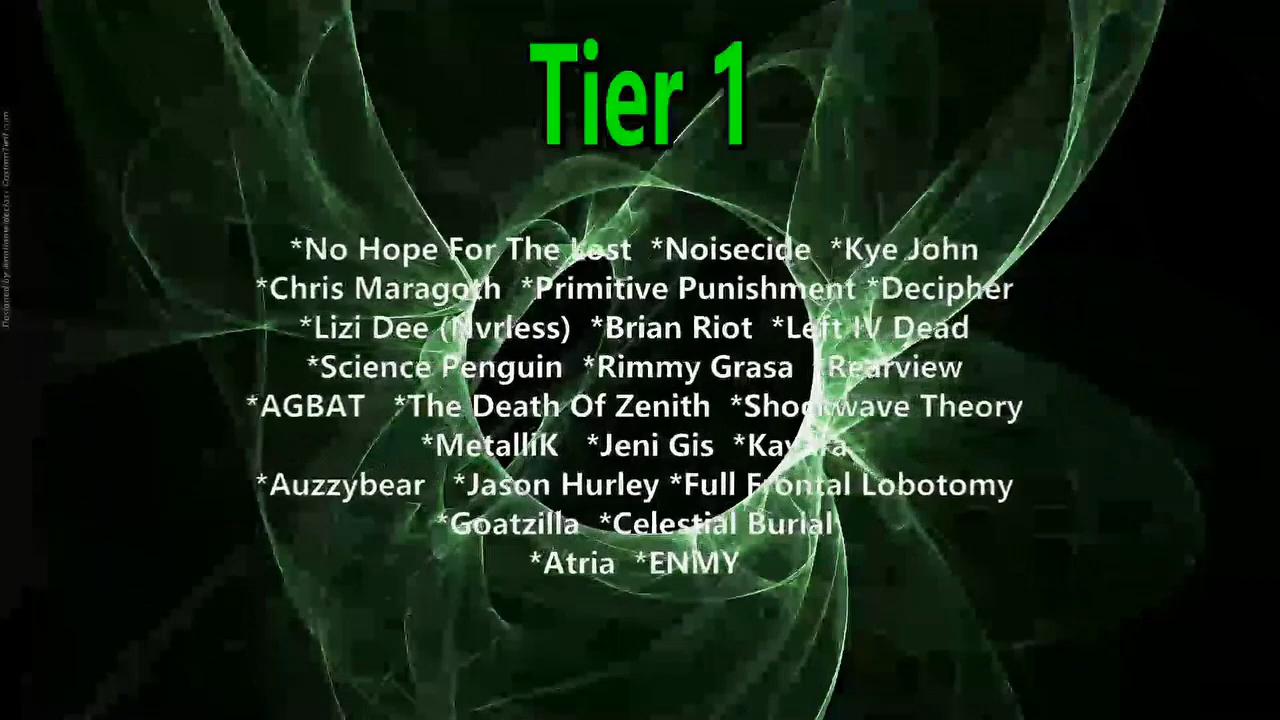 Tier 1
*No Hope For The Lost *Noisecide *Kye John
*Chris Maragoth *Primitive Punishment *Decipher
*Lizi Dee (Nvrless) *Brian Riot *Left IV Dead
*Science Penguin *Rimmy Grasa *Rearview
*AGBAT *The Death Of Zenith *Shockwave Theory
*MetalliK *Jeni Gis
*Auzzybear *Jason Hurley *Full Frontal Lobotomy
*Goatzilla *Celestial Burial
*Atria *ENMY
Designed by